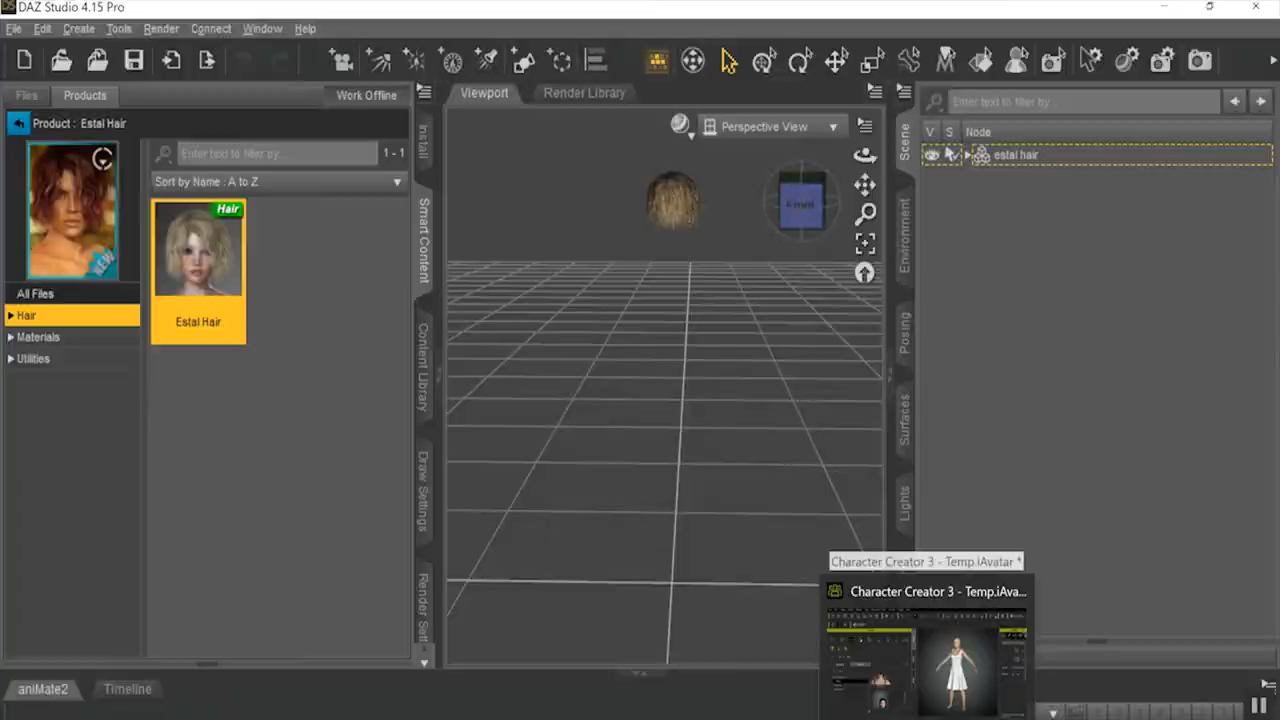 DAZ Studio 4.15 Pro
File Edit Create Tools Render Connect Window Help
Files Products Work Offline
Viewport Render Library
Product : Estal Hair
Enter text to filter by... 1 - 1
Sort by Name : A to Z
Hair
Estal Hair
NEW
All Files
Hair
Materials
Utilities
Install
Smart Content
Content Library
Draw Settings
Render Sett
Perspective View
Front
Scene
Environment
Posing
Surfaces
Lights
Enter text to filter by...
V S Node
estal hair
Character Creator 3 - Temp.iAvatar *
Character Creator 3 - Temp.iAva...
aniMate2 Timeline